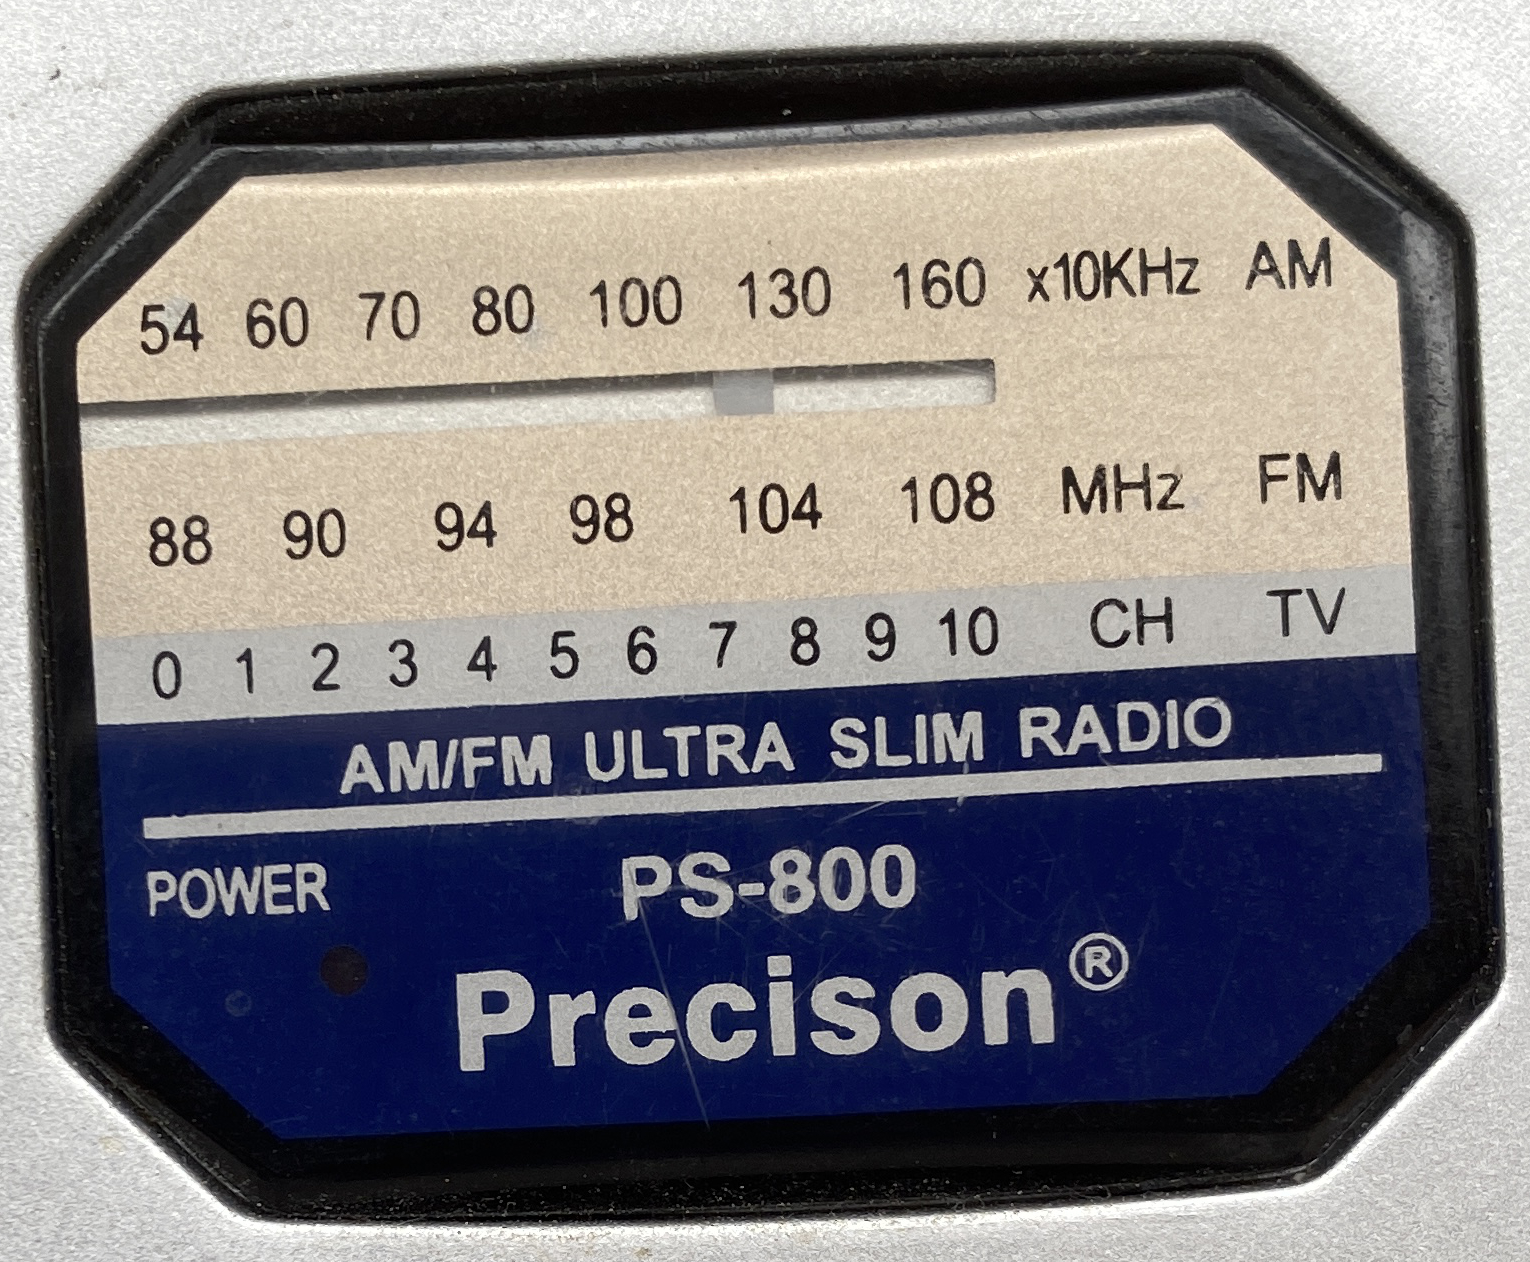 54 60 70 80 100 130 160 x10KHz AM
88 90 94 98 104 108 MHz FM
0 1 2 3 4 5 6 7 8 9 10 CH TV
AM/FM ULTRA SLIM RADIO
POWER PS-800
Precison®